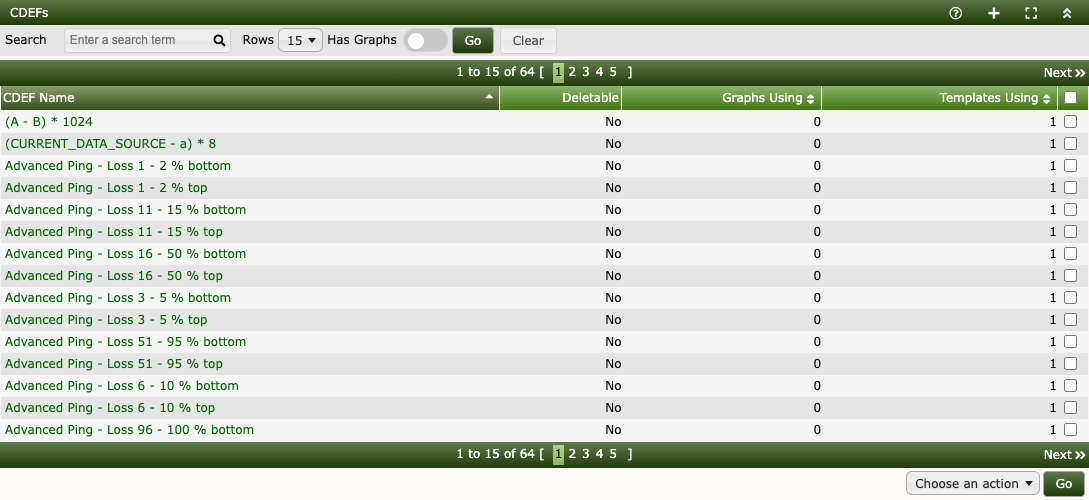 CDEFs
Search Enter a search term Rows 15 Has Graphs Go Clear
1 to 15 of 64 [ 1 2 3 4 5 ] Next
CDEF Name Deletable Graphs Using Templates Using
(A - B) * 1024 No 0 1
(CURRENT_DATA_SOURCE - a) * 8 No 0 1
Advanced Ping - Loss 1 - 2 % bottom No 0 1
Advanced Ping - Loss 1 - 2 % top No 0 1
Advanced Ping - Loss 11 - 15 % bottom No 0 1
Advanced Ping - Loss 11 - 15 % top No 0 1
Advanced Ping - Loss 16 - 50 % bottom No 0 1
Advanced Ping - Loss 16 - 50 % top No 0 1
Advanced Ping - Loss 3 - 5 % bottom No 0 1
Advanced Ping - Loss 3 - 5 % top No 0 1
Advanced Ping - Loss 51 - 95 % bottom No 0 1
Advanced Ping - Loss 51 - 95 % top No 0 1
Advanced Ping - Loss 6 - 10 % bottom No 0 1
Advanced Ping - Loss 6 - 10 % top No 0 1
Advanced Ping - Loss 96 - 100 % bottom No 0 1
1 to 15 of 64 [ 1 2 3 4 5 ] Next
Choose an action Go